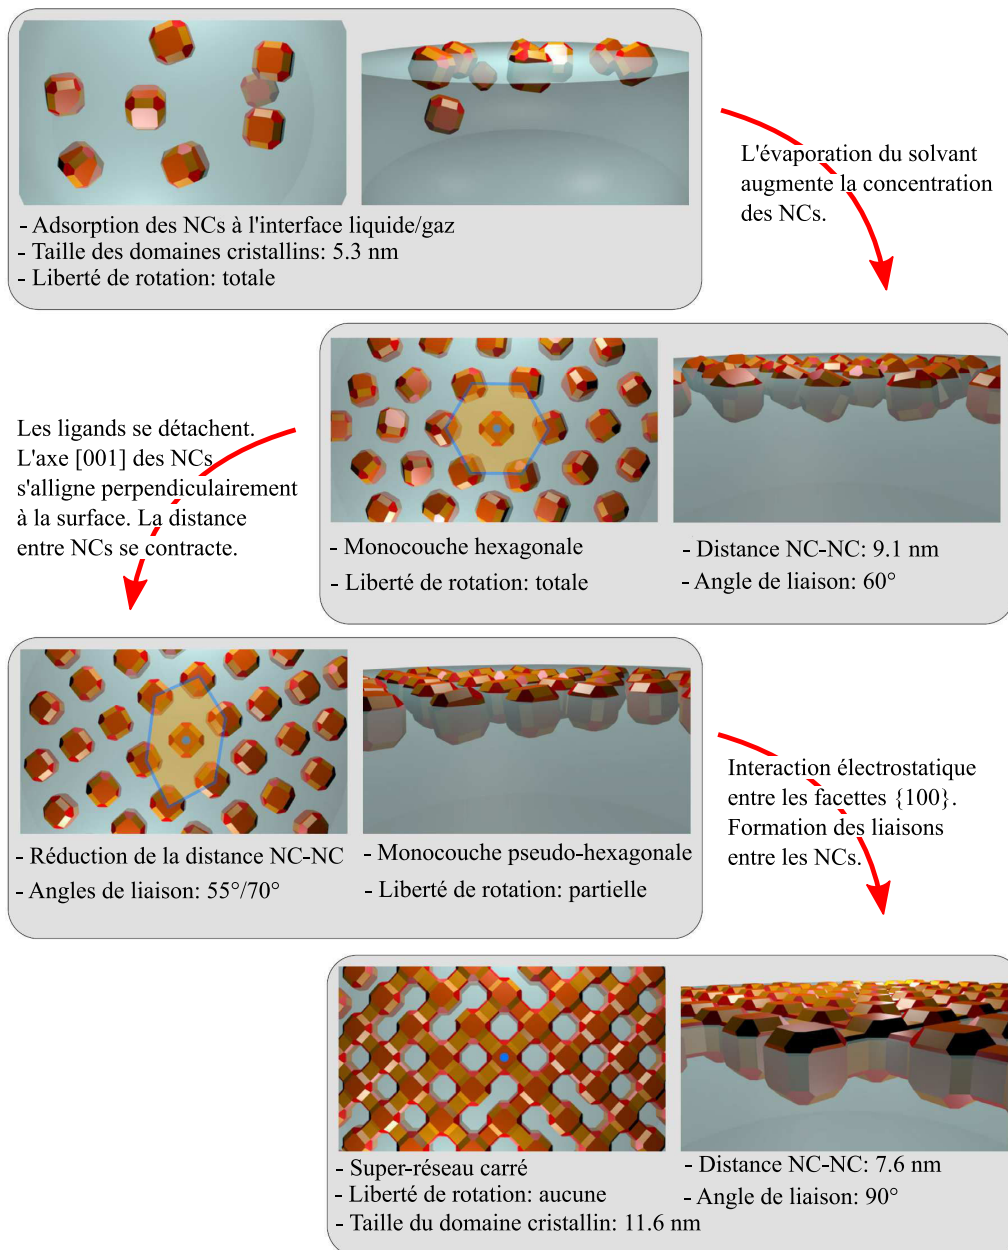 - Adsorption des NCs à l'interface liquide/gaz
- Taille des domaines cristallins: 5.3 nm
- Liberté de rotation: totale
L'évaporation du solvant
augmente la concentration
des NCs.
- Monocouche hexagonale
- Liberté de rotation: totale
- Distance NC-NC: 9.1 nm
- Angle de liaison: 60°
Les ligands se détachent.
L'axe [001] des NCs
s'alligne perpendiculairement
à la surface. La distance
entre NCs se contracte.
- Réduction de la distance NC-NC
- Angles de liaison: 55°/70°
- Monocouche pseudo-hexagonale
- Liberté de rotation: partielle
Interaction électrostatique
entre les facettes {100}.
Formation des liaisons
entre les NCs.
- Super-réseau carré
- Liberté de rotation: aucune
- Taille du domaine cristallin: 11.6 nm
- Distance NC-NC: 7.6 nm
- Angle de liaison: 90°